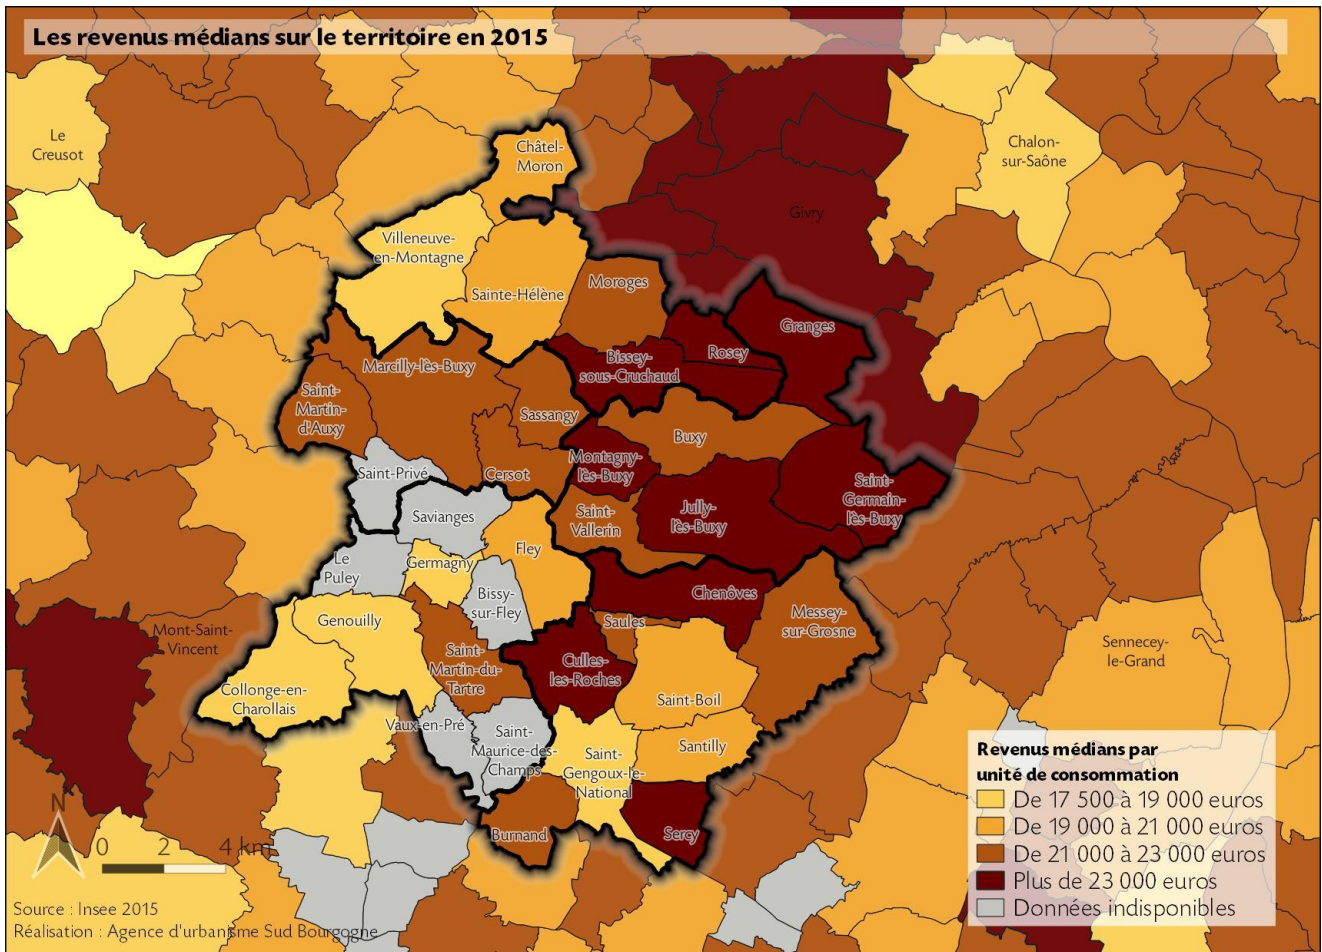 Les revenus médians sur le territoire en 2015
Le
Creusot
Châtel-
Moron
Chalon-
sur-Saône
Givry
Villeneuve-
en-Montagne
Sainte-Hélène
Moroges
Granges
Rosey
Bissey-
sous-Cruchaud
Marcilly-lès-Buxy
Saint-
Martin-
d'Auxy
Sassangy
Buxy
Saint-Privé
Cersot
Montagny-
lès-Buxy
Saint-
Germain-
lès-Buxy
Jully-
lès-Buxy
Savianges
Saint-
Vallerin
Fley
Le
Puley
Germagny
Bissy-
sur-Fley
Chenôves
Messey-
sur-Grosne
Genouilly
Saules
Mont-Saint-
Vincent
Saint-
Martin-du-
Tartre
Culles-
les-Roches
Sennecey-
le-Grand
Collonge-en-
Charollais
Saint-Boil
Vaux-en-Pré
Saint-
Maurice-des-
Champs
Saint-
Gengoux-le-
National
Santilly
Burnand
Sercy
Revenus médians par
unité de consommation
De 17 500 à 19 000 euros
De 19 000 à 21 000 euros
De 21 000 à 23 000 euros
Plus de 23 000 euros
Données indisponibles
N
0 2 4 km
Source : Insee 2015
Réalisation : Agence d'urbanisme Sud Bourgogne